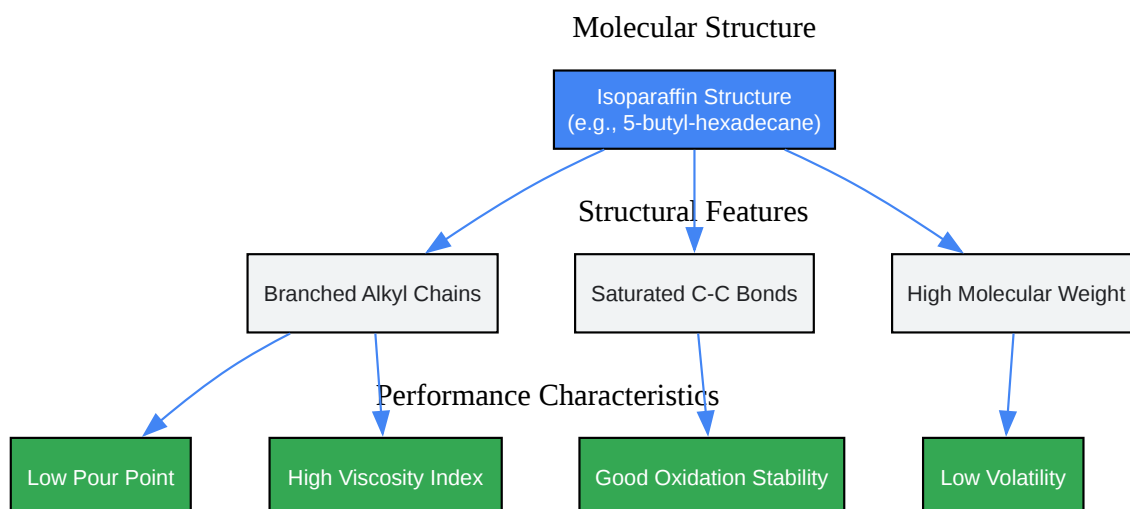 Molecular Structure
Isoparaffin Structure
(e.g., 5-butyl-hexadecane)
Structural Features
Branched Alkyl Chains
Saturated C-C Bonds
High Molecular Weight
Performance Characteristics
Low Pour Point
High Viscosity Index
Good Oxidation Stability
Low Volatility